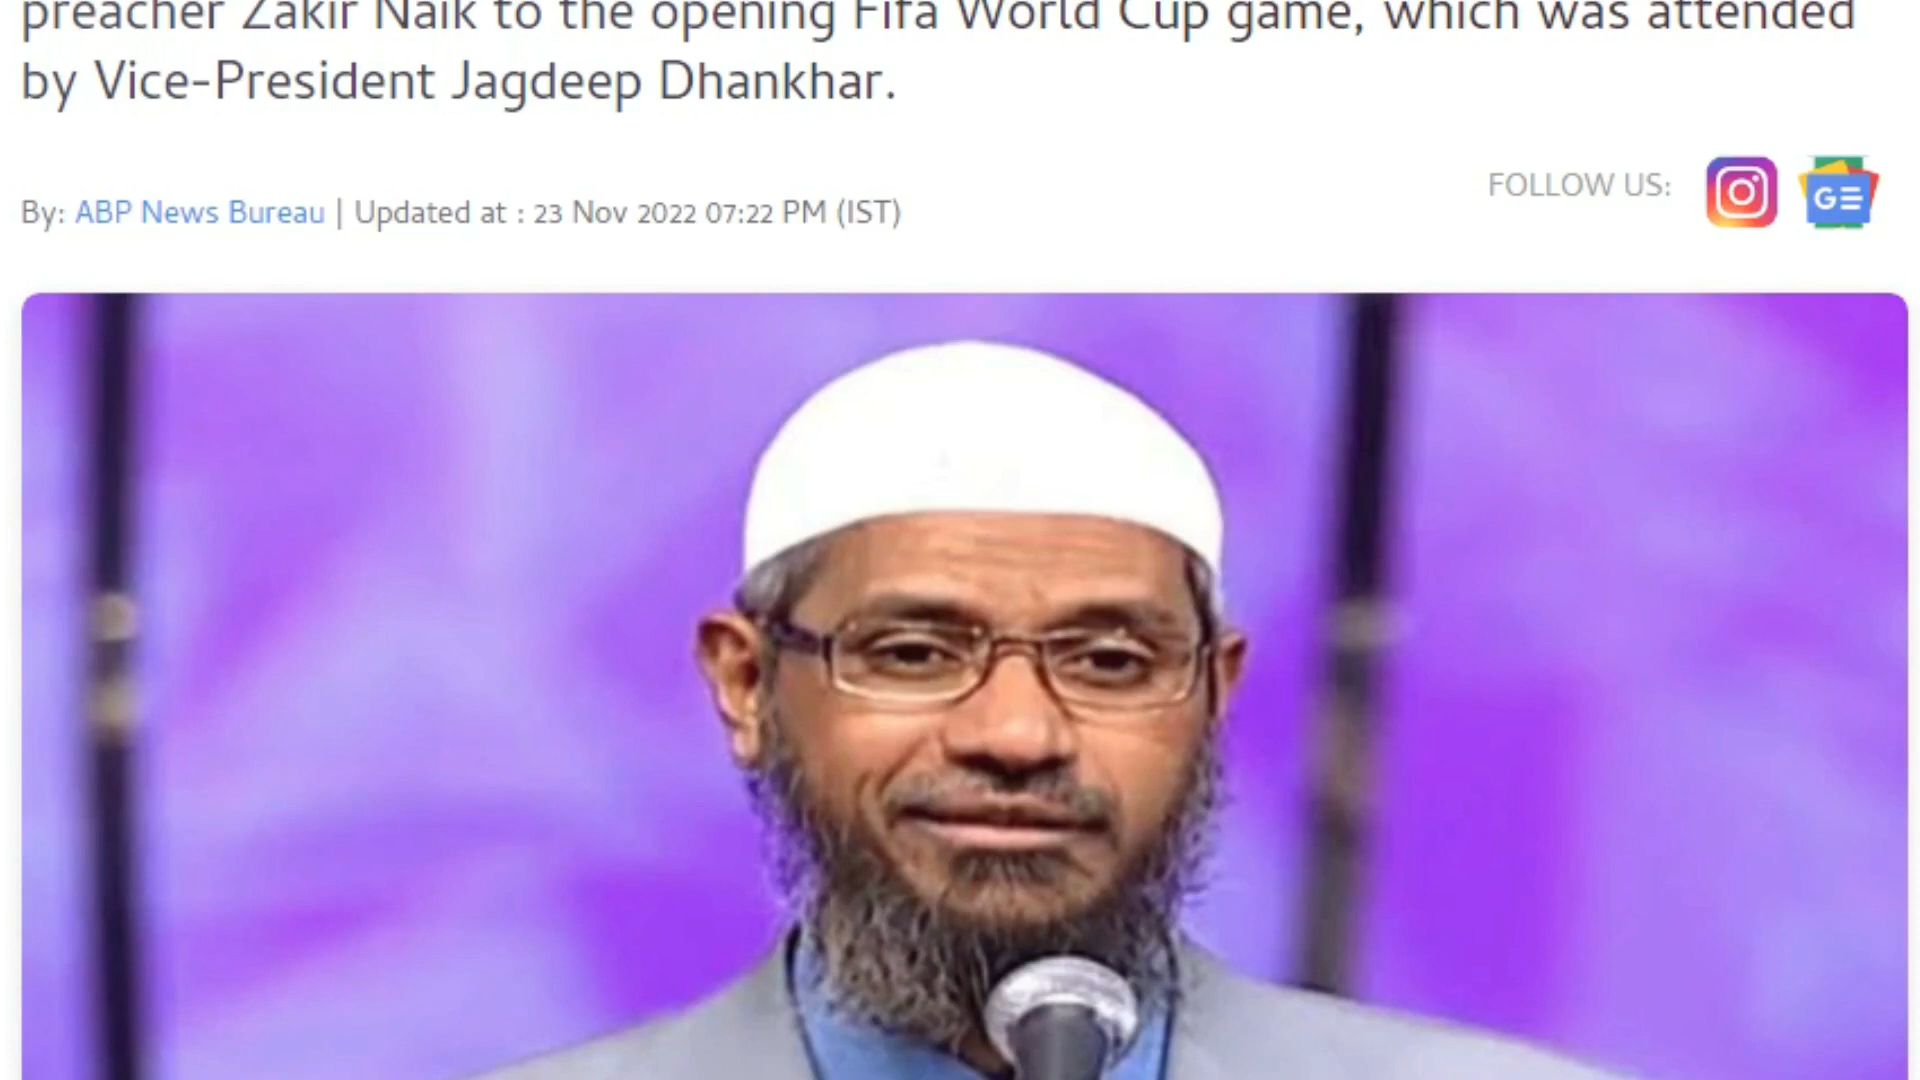 preacher Zakir Naik to the opening Fifa World Cup game, which was attended
by Vice-President Jagdeep Dhankhar.
FOLLOW US:
GE
By: ABP News Bureau | Updated at : 23 Nov 2022 07:22 PM (IST)